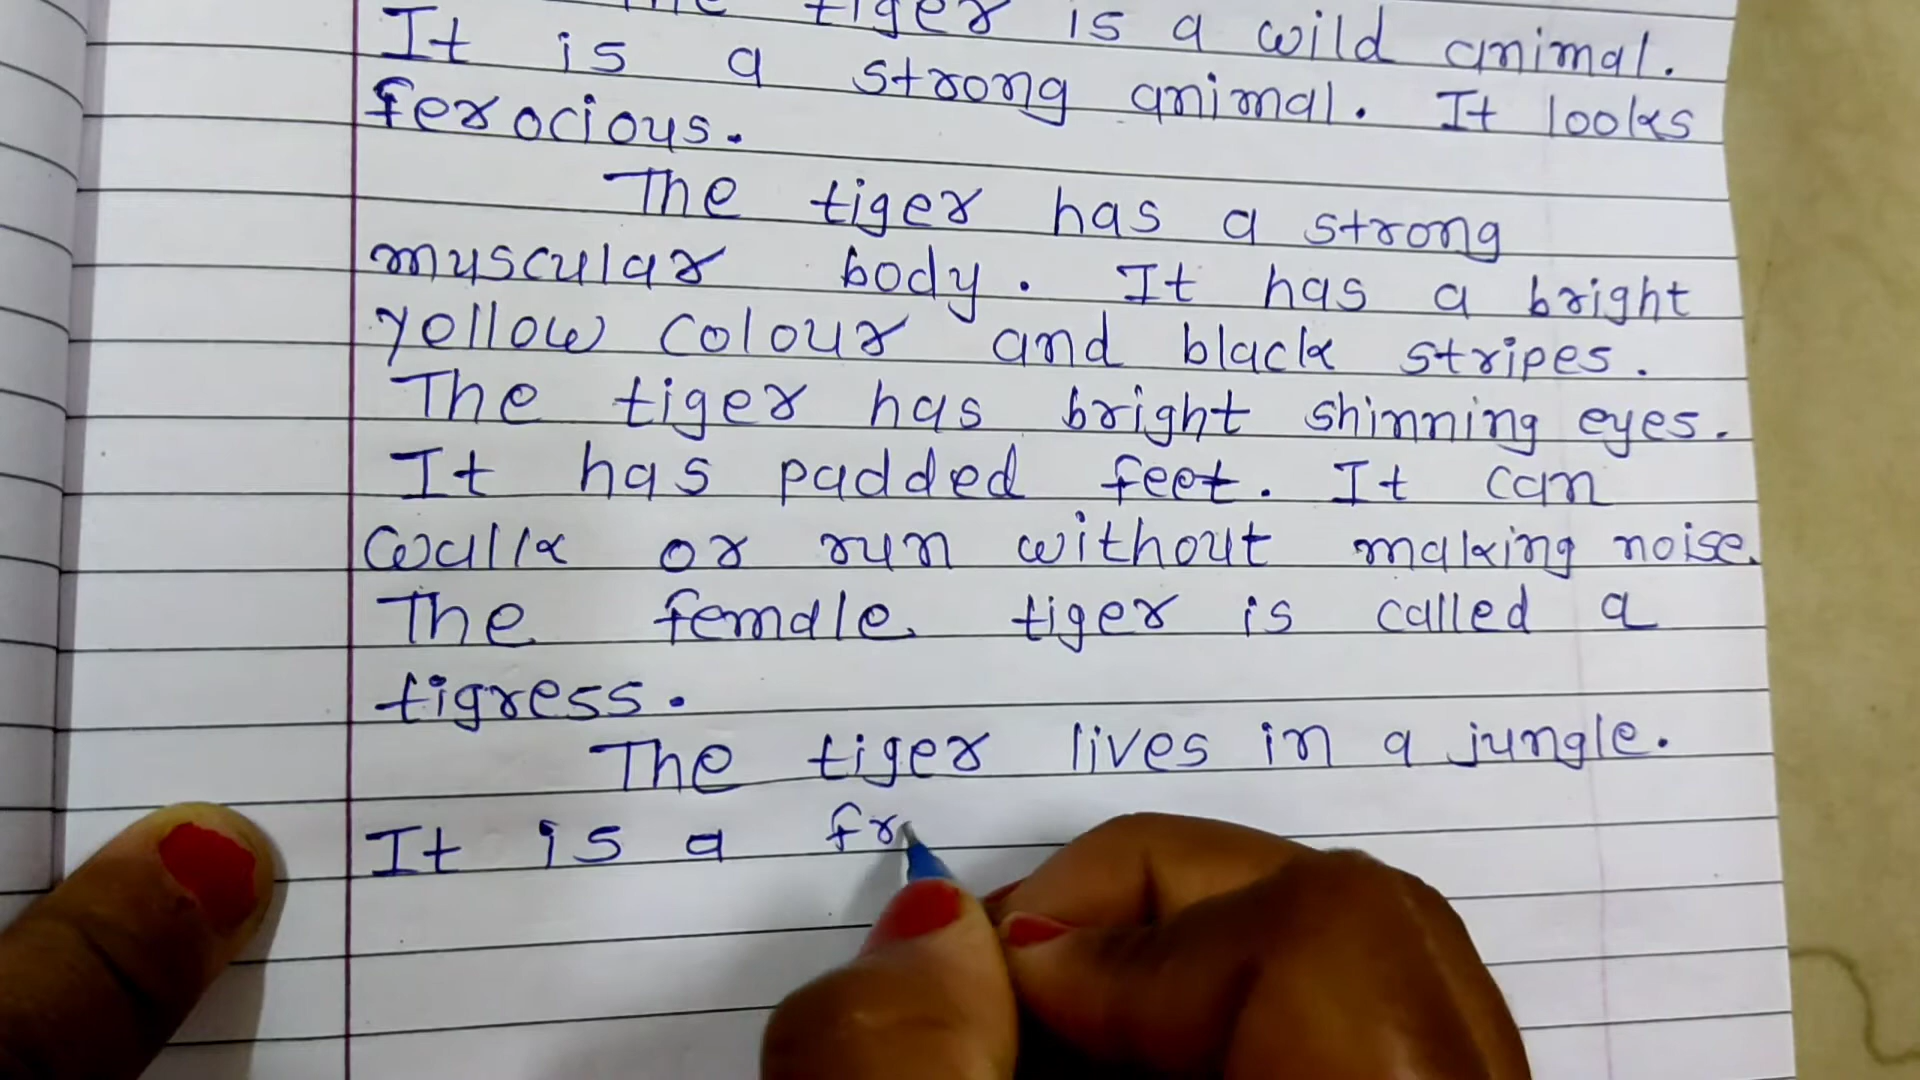 The tiger is a wild animal.
It is a strong animal. It looks
ferocious.
The tiger has a strong
muscular body. It has a bright
yellow colour and black stripes.
The tiger has bright shinning eyes.
It has padded feet. It can
walk or run without making noise.
The female tiger is called a
tigress.
The tiger lives in a jungle.
It is a fr